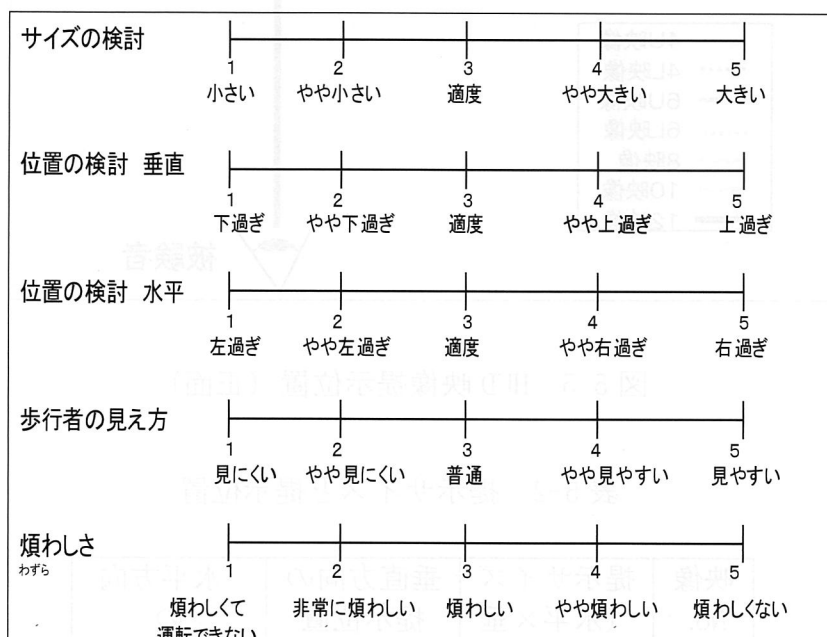 サイズの検討
1 2 3 4 5
小さい やや小さい 適度 やや大きい 大きい
位置の検討 垂直
1 2 3 4 5
下過ぎ やや下過ぎ 適度 やや上過ぎ 上過ぎ
位置の検討 水平
1 2 3 4 5
左過ぎ やや左過ぎ 適度 やや右過ぎ 右過ぎ
歩行者の見え方
1 2 3 4 5
見にくい やや見にくい 普通 やや見やすい 見やすい
煩わしさ
わずら
1 2 3 4 5
煩わしくて 非常に煩わしい 煩わしい やや煩わしい 煩わしくない
運転できない